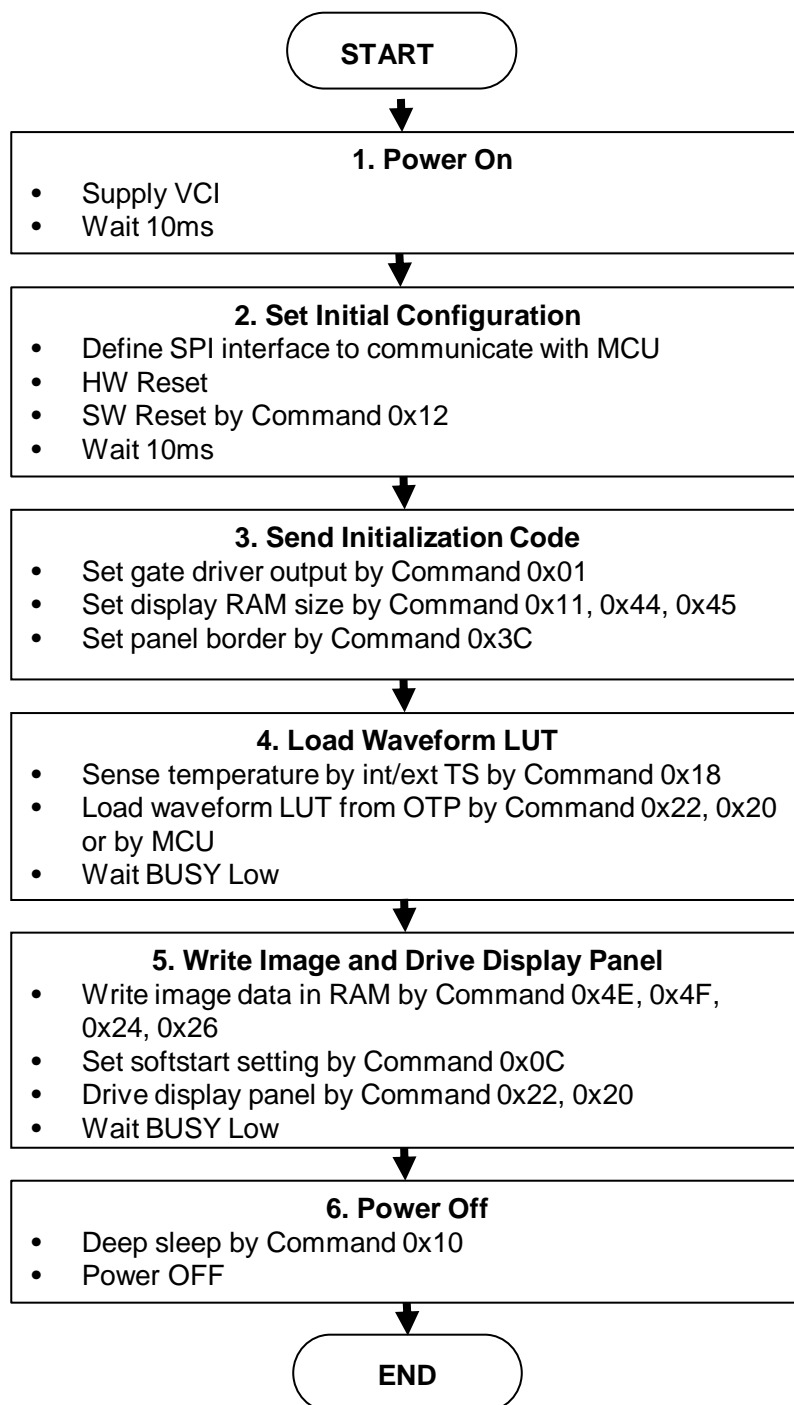 START
1. Power On
• Supply VCI
• Wait 10ms
2. Set Initial Configuration
• Define SPI interface to communicate with MCU
• HW Reset
• SW Reset by Command 0x12
• Wait 10ms
3. Send Initialization Code
• Set gate driver output by Command 0x01
• Set display RAM size by Command 0x11, 0x44, 0x45
• Set panel border by Command 0x3C
4. Load Waveform LUT
• Sense temperature by int/ext TS by Command 0x18
• Load waveform LUT from OTP by Command 0x22, 0x20
or by MCU
• Wait BUSY Low
5. Write Image and Drive Display Panel
• Write image data in RAM by Command 0x4E, 0x4F,
0x24, 0x26
• Set softstart setting by Command 0x0C
• Drive display panel by Command 0x22, 0x20
• Wait BUSY Low
6. Power Off
• Deep sleep by Command 0x10
• Power OFF
END